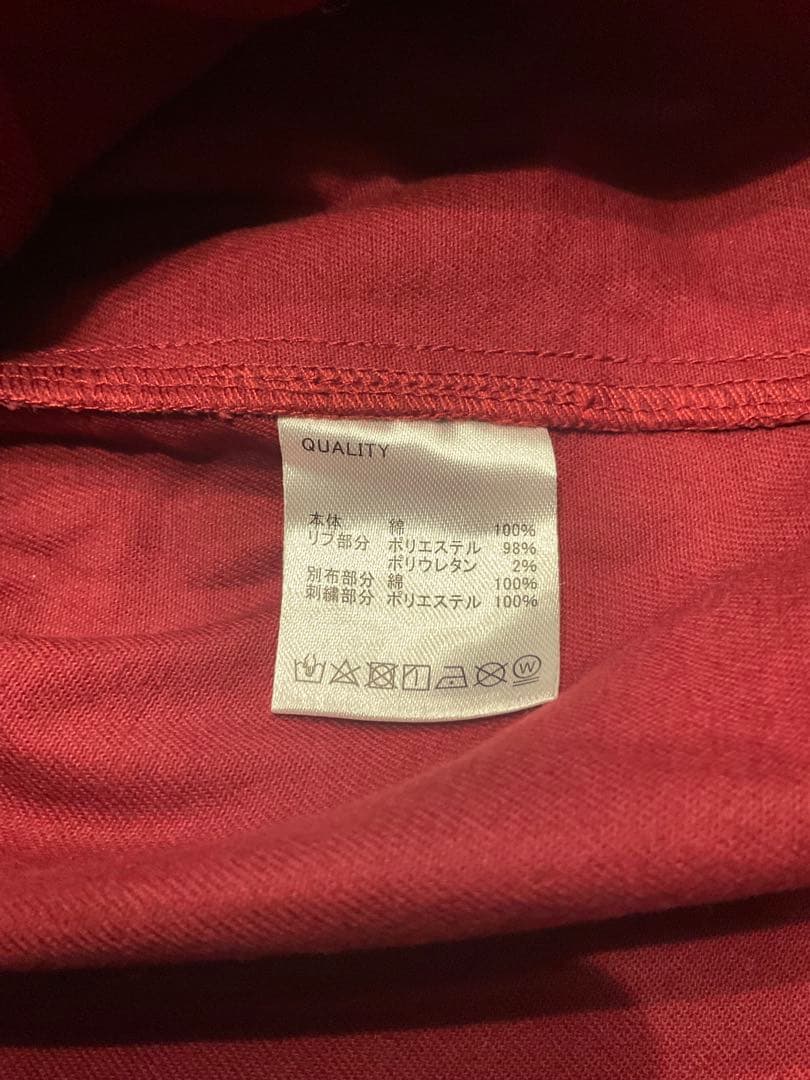 QUALITY
本体 綿 100%
リブ部分 ポリエステル 98%
ポリウレタン 2%
別布部分 綿 100%
刺繍部分 ポリエステル 100%
W